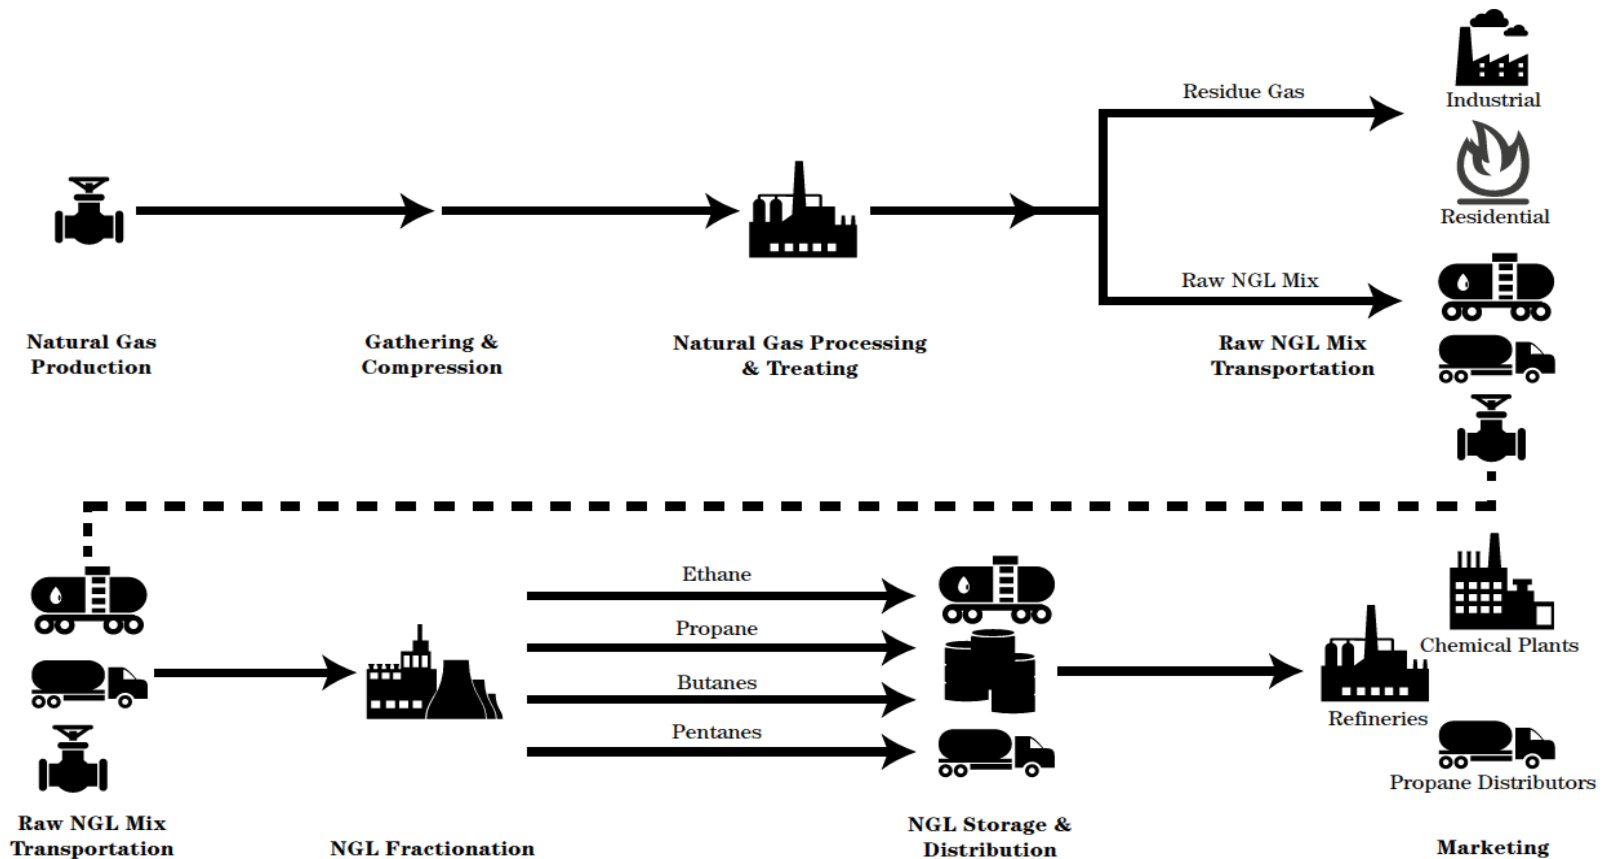 Residue Gas
Industrial
Residential
Raw NGL Mix
Natural Gas
Production
Gathering &
Compression
Natural Gas Processing
& Treating
Raw NGL Mix
Transportation
Ethane
Propane
Butanes
Pentanes
Chemical Plants
Refineries
Propane Distributors
Raw NGL Mix
Transportation
NGL Fractionation
NGL Storage &
Distribution
Marketing